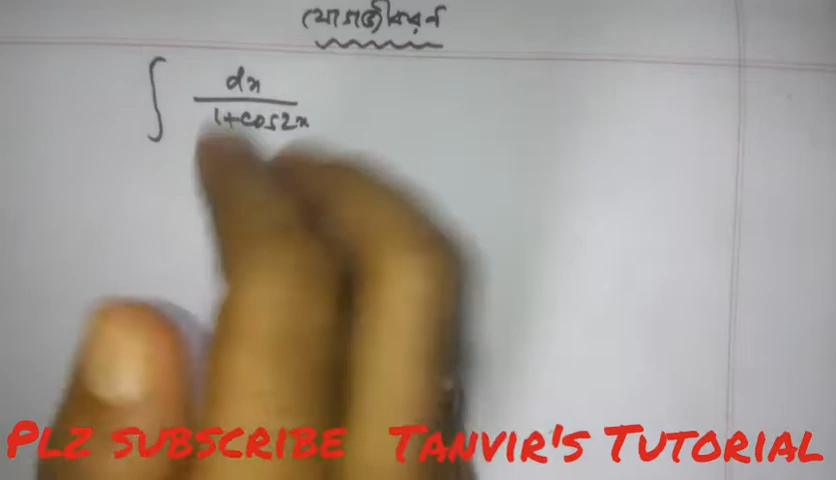 যোগজীকরণ
∫ dx / 1+cos2x
PLZ SUBSCRIBE TANVIR'S TUTORIAL